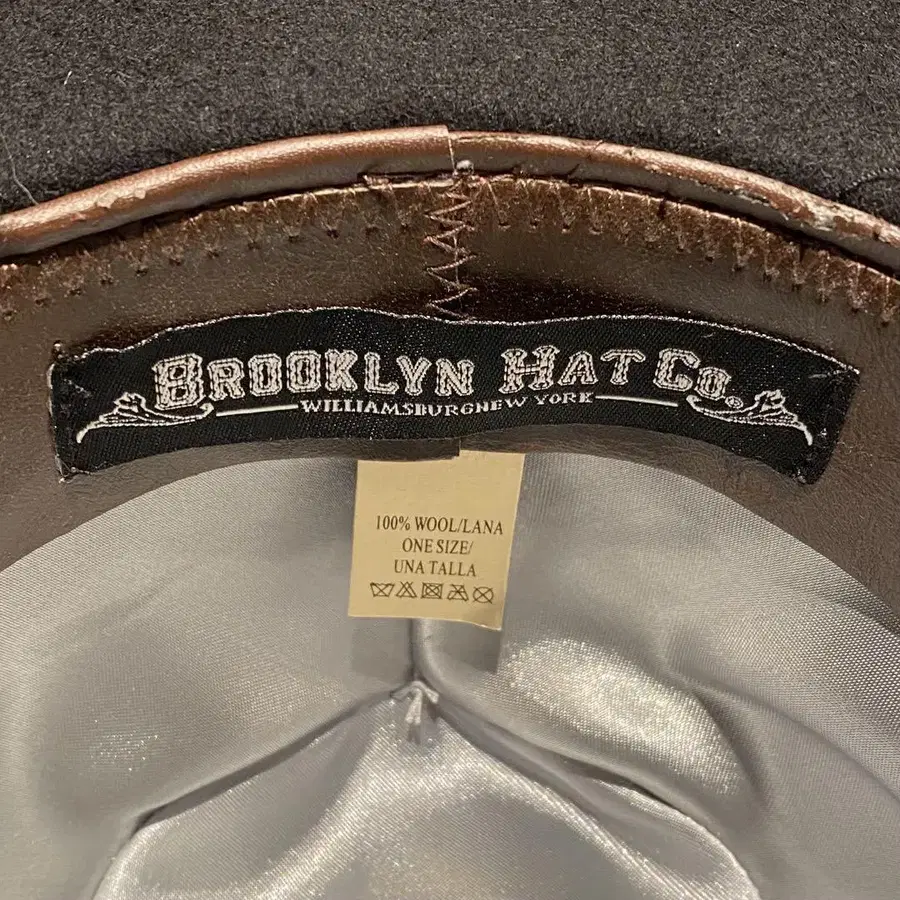 BROOKLYN HAT CO.
WILLIAMSBURGNEW YORK
100% WOOL/LANA
ONE SIZE/
UNA TALLA